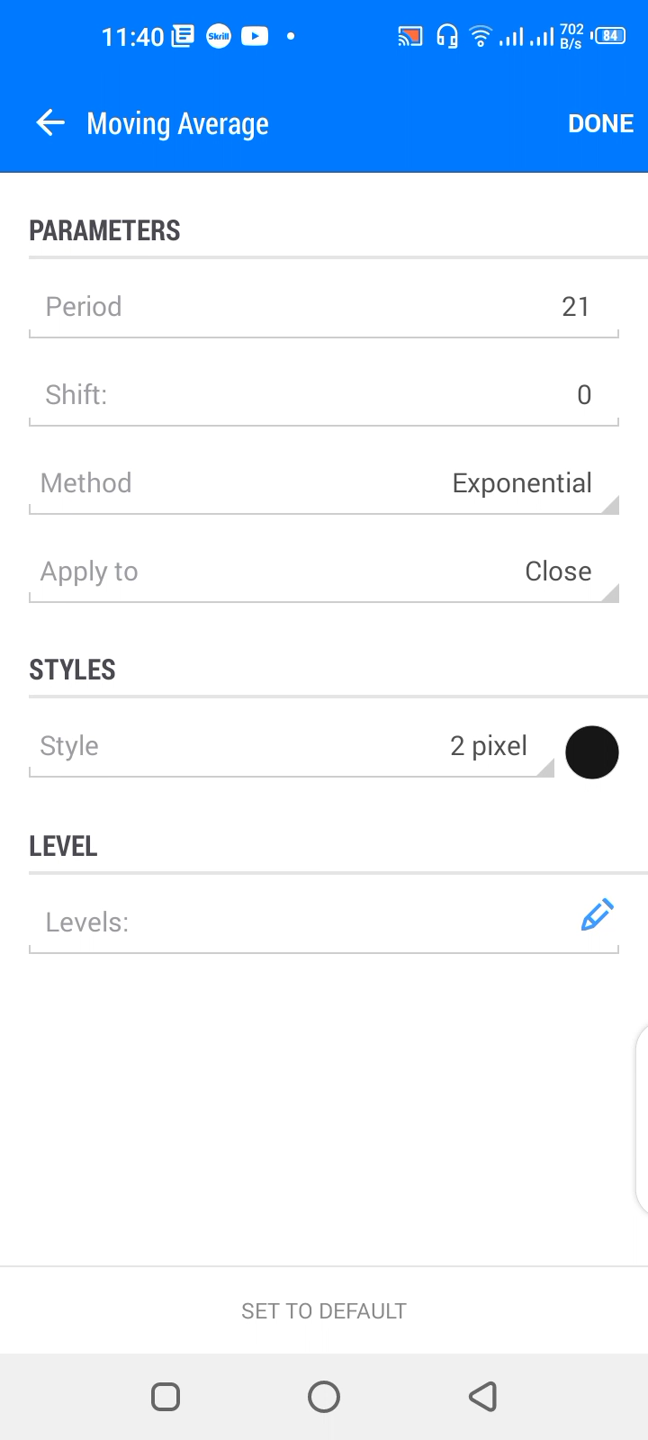 11:40 Skrill 702 B/s 84
Moving Average DONE
PARAMETERS
Period 21
Shift: 0
Method Exponential
Apply to Close
STYLES
Style 2 pixel
LEVEL
Levels:
SET TO DEFAULT